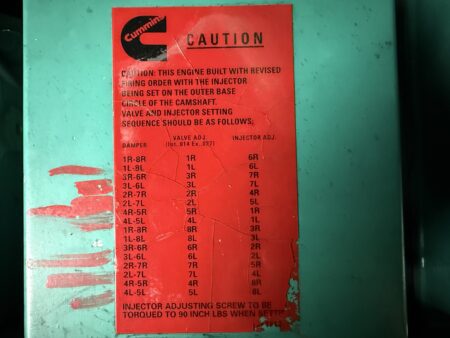 Cummins
CAUTION
CAUTION: THIS ENGINE BUILT WITH REVISED
FIRING ORDER WITH THE INJECTOR
BEING SET ON THE OUTER BASE
CIRCLE OF THE CAMSHAFT.
VALVE AND INJECTOR SETTING
SEQUENCE SHOULD BE AS FOLLOWS;
DAMPER VALVE ADJ. INJECTOR ADJ.
(Int. .014 Ex. .027)
1R-8R 1R 6R
1L-8L 1L 6L
3R-6R 3R 7R
3L-6L 3L 7L
2R-7R 2R 4R
2L-7L 2L 5L
4R-5R 5R 1R
4L-5L 4L 1L
1R-8R 8R 3R
1L-8L 8L 3L
3R-6R 6R 2R
3L-6L 6L 2L
2R-7R 7R 5R
2L-7L 7L 4L
4R-5R 4R 8R
4L-5L 5L 8L
INJECTOR ADJUSTING SCREW TO BE
TORQUED TO 90 INCH LBS WHEN